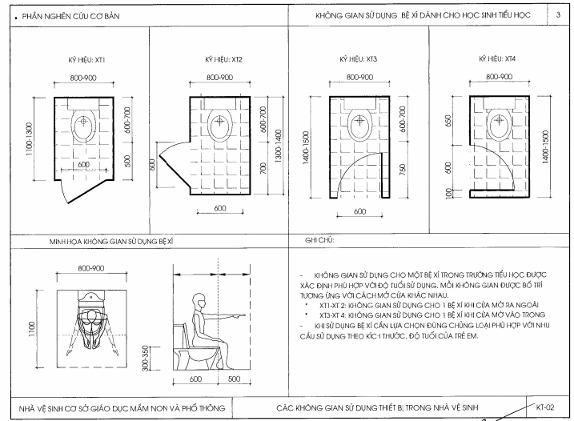 • PHẦN NGHIÊN CỨU CƠ BẢN
KHÔNG GIAN SỬ DỤNG BỆ XÍ DÀNH CHO HỌC SINH TIỂU HỌC
3
KÝ HIỆU: XT1
KÝ HIỆU: XT2
KÝ HIỆU: XT3
KÝ HIỆU: XT4
800-900
800-900
800-900
800-900
1100-1300
600
600-700
500
600
600
600-700
700
1300-1400
1400-1500
600
600-700
750
650
600
100
1400-1500
MINH HỌA KHÔNG GIAN SỬ DỤNG BỆ XÍ
GHI CHÚ:
800-900
1100
300-350
600
500
- KHÔNG GIAN SỬ DỤNG CHO MỘT BỆ XÍ TRONG TRƯỜNG TIỂU HỌC ĐƯỢC
XÁC ĐỊNH PHÙ HỢP VỚI ĐỘ TUỔI SỬ DỤNG. MỖI KHÔNG GIAN ĐƯỢC BỐ TRÍ
TƯƠNG ỨNG VỚI CÁCH MỞ CỬA KHÁC NHAU.
* XT1-XT 2: KHÔNG GIAN SỬ DỤNG CHO 1 BỆ XÍ KHI CỬA MỞ RA NGOÀI
* XT3-XT 4: KHÔNG GIAN SỬ DỤNG CHO 1 BỆ XÍ KHI CỬA MỞ VÀO TRONG
- KHI SỬ DỤNG BỆ XÍ CẦN LỰA CHỌN ĐÚNG CHỦNG LOẠI PHÙ HỢP VỚI NHU
CẦU SỬ DỤNG THEO KÍCH THƯỚC, ĐỘ TUỔI CỦA TRẺ EM.
NHÀ VỆ SINH CƠ SỞ GIÁO DỤC MẦM NON VÀ PHỔ THÔNG
CÁC KHÔNG GIAN SỬ DỤNG THIẾT BỊ TRONG NHÀ VỆ SINH
KT-02